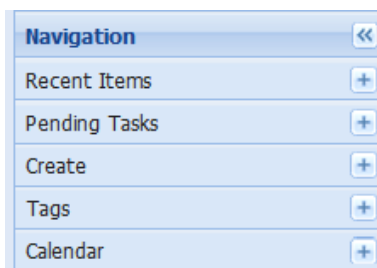 Navigation
Recent Items
Pending Tasks
Create
Tags
Calendar